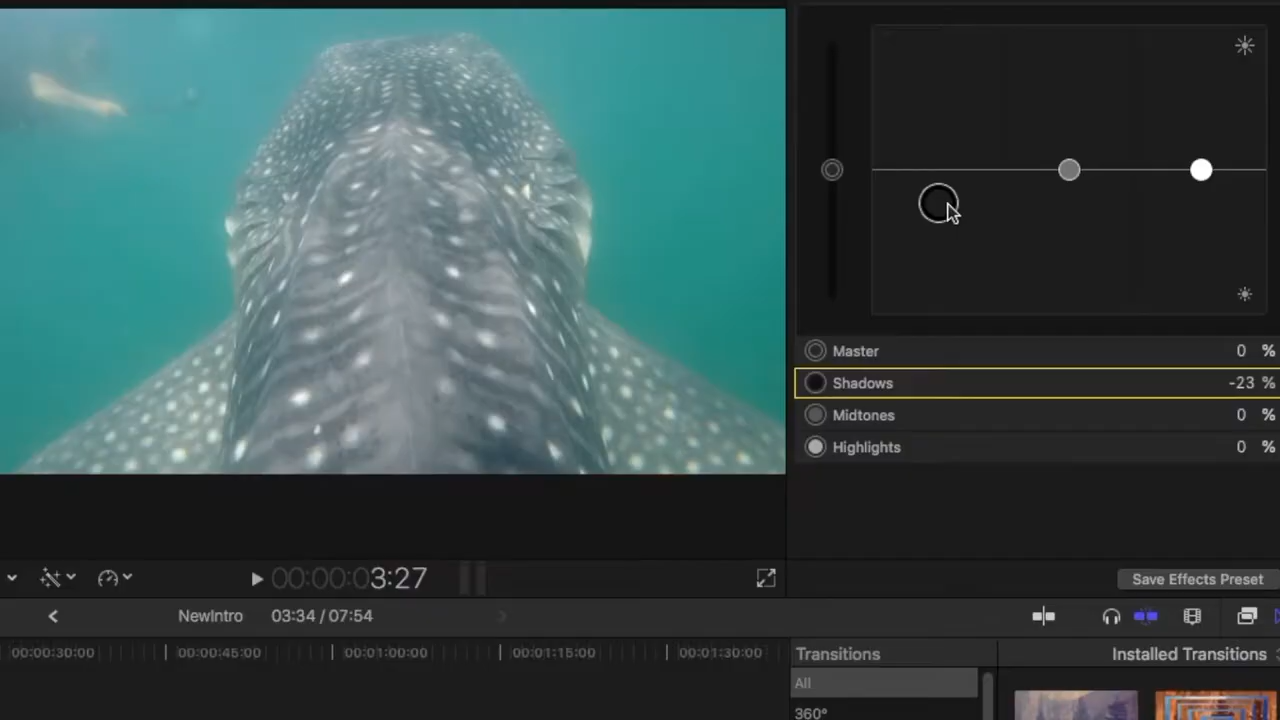 Master 0 %
Shadows -23 %
Midtones 0 %
Highlights 0 %
00:00:03:27
Save Effects Preset
NewIntro 03:34 / 07:54
00:00:30:00 00:00:45:00 00:01:00:00 00:01:15:00 00:01:30:00
Transitions Installed Transitions
All
360°